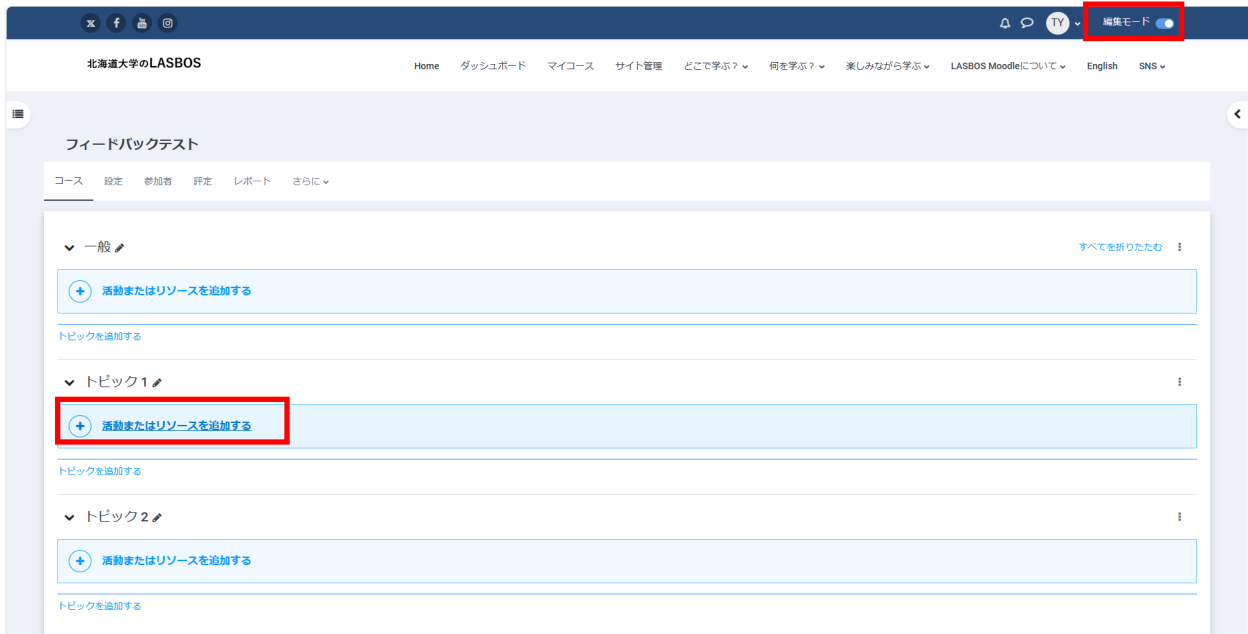 TY 編集モード
北海道大学のLASBOS Home ダッシュボード マイコース サイト管理 どこで学ぶ？ 何を学ぶ？ 楽しみながら学ぶ LASBOS Moodleについて English SNS
フィードバックテスト
コース 設定 参加者 評定 レポート さらに
一般 すべてを折りたたむ
活動またはリソースを追加する
トピックを追加する
トピック 1
活動またはリソースを追加する
トピックを追加する
トピック 2
活動またはリソースを追加する
トピックを追加する